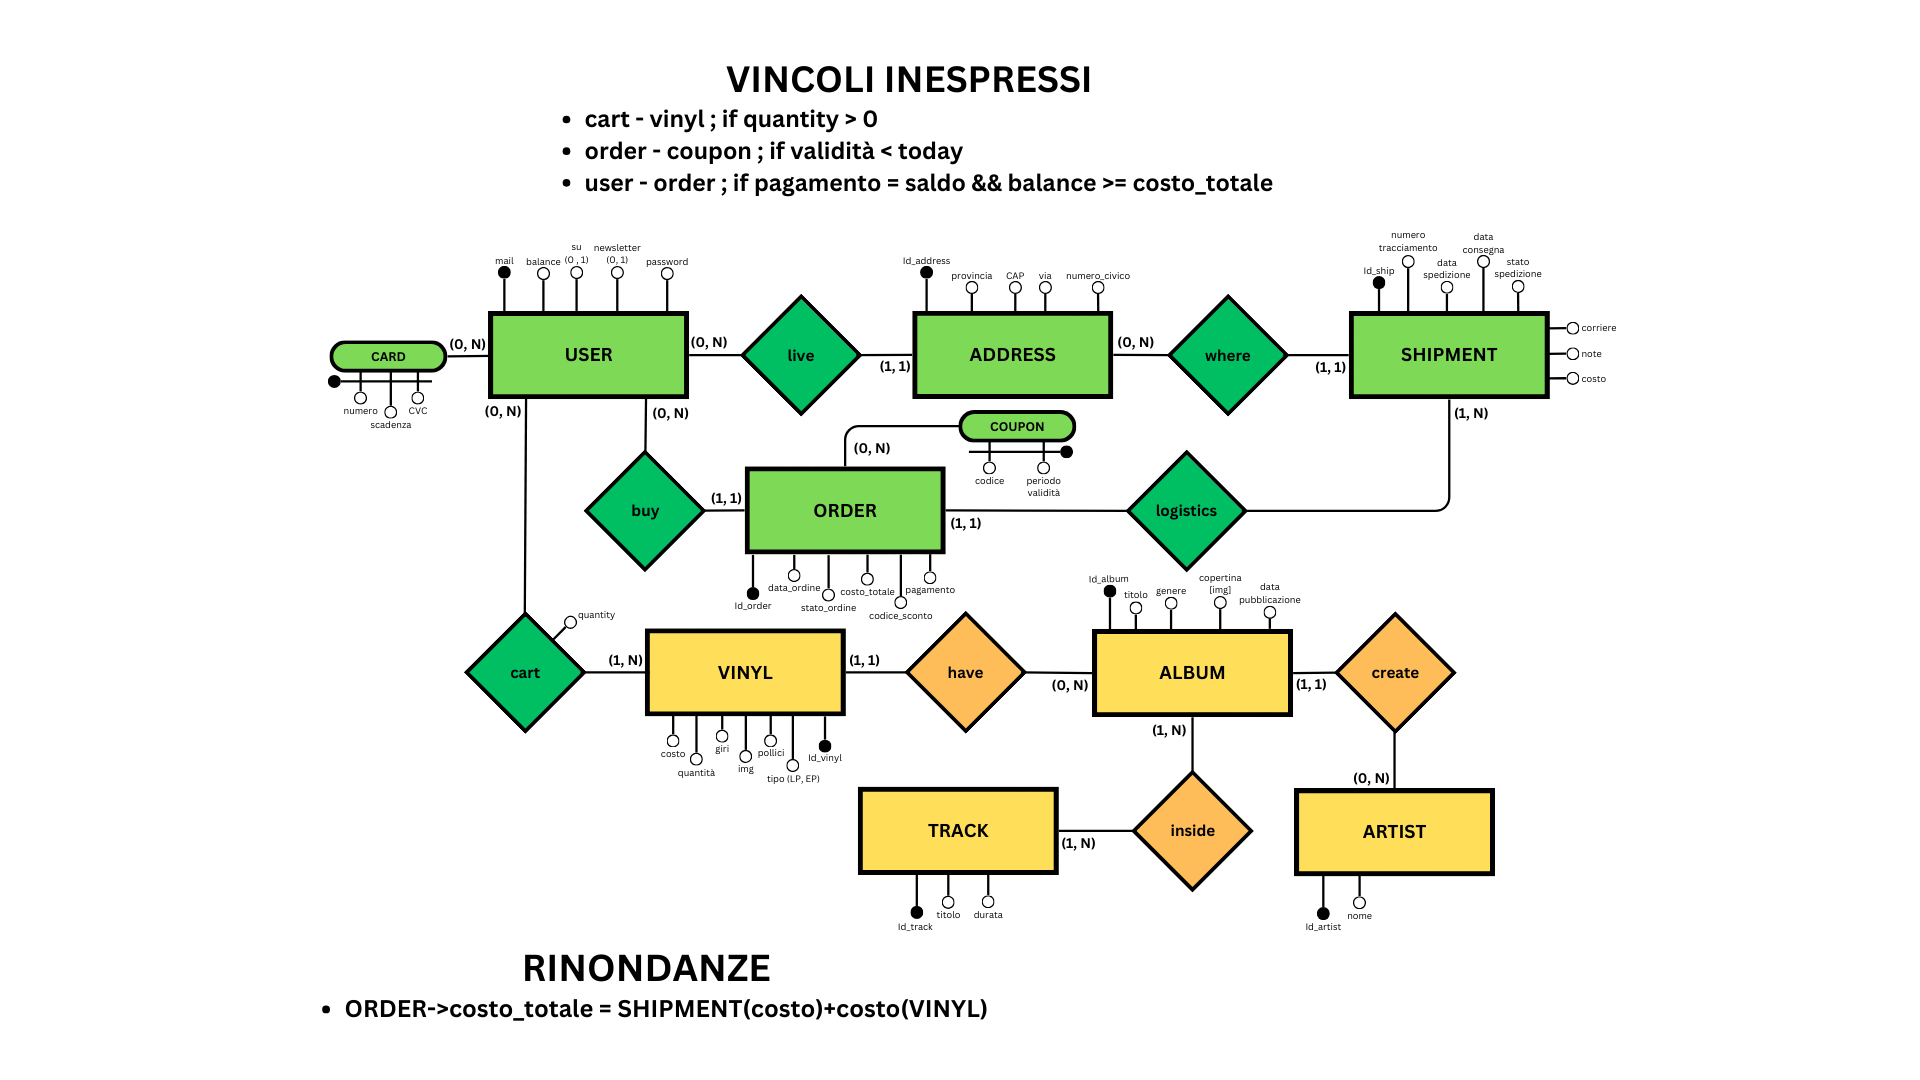 VINCOLI INESPRESSI
• cart - vinyl ; if quantity > 0
• order - coupon ; if validità < today
• user - order ; if pagamento = saldo && balance >= costo_totale
mail
balance
su
(0 , 1)
newsletter
(0, 1)
password
Id_address
provincia
CAP
via
numero_civico
Id_ship
numero
tracciamento
data
spedizione
data
consegna
stato
spedizione
CARD
(0, N)
USER
(0, N)
live
(1, 1)
ADDRESS
(0, N)
where
(1, 1)
SHIPMENT
corriere
note
costo
numero
scadenza
CVC
(0, N)
(0, N)
(0, N)
COUPON
codice
periodo
validità
(1, N)
buy
(1, 1)
ORDER
(1, 1)
logistics
Id_order
data_ordine
stato_ordine
costo_totale
codice_sconto
pagamento
Id_album
titolo
genere
copertina
[img]
data
pubblicazione
quantity
cart
(1, N)
VINYL
(1, 1)
have
(0, N)
ALBUM
(1, 1)
create
costo
quantità
giri
img
pollici
tipo (LP, EP)
Id_vinyl
(1, N)
(0, N)
TRACK
(1, N)
inside
ARTIST
Id_track
titolo
durata
Id_artist
nome
RINONDANZE
• ORDER->costo_totale = SHIPMENT(costo)+costo(VINYL)